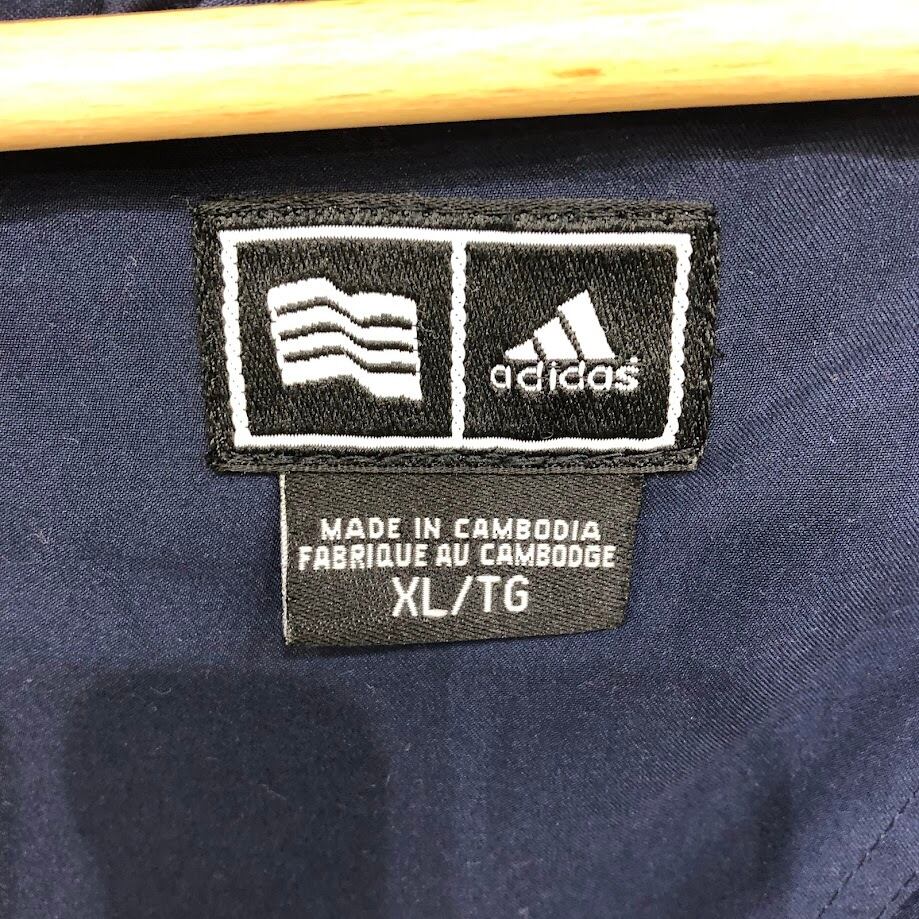 adidas
MADE IN CAMBODIA
FABRIQUE AU CAMBODGE
XL/TG